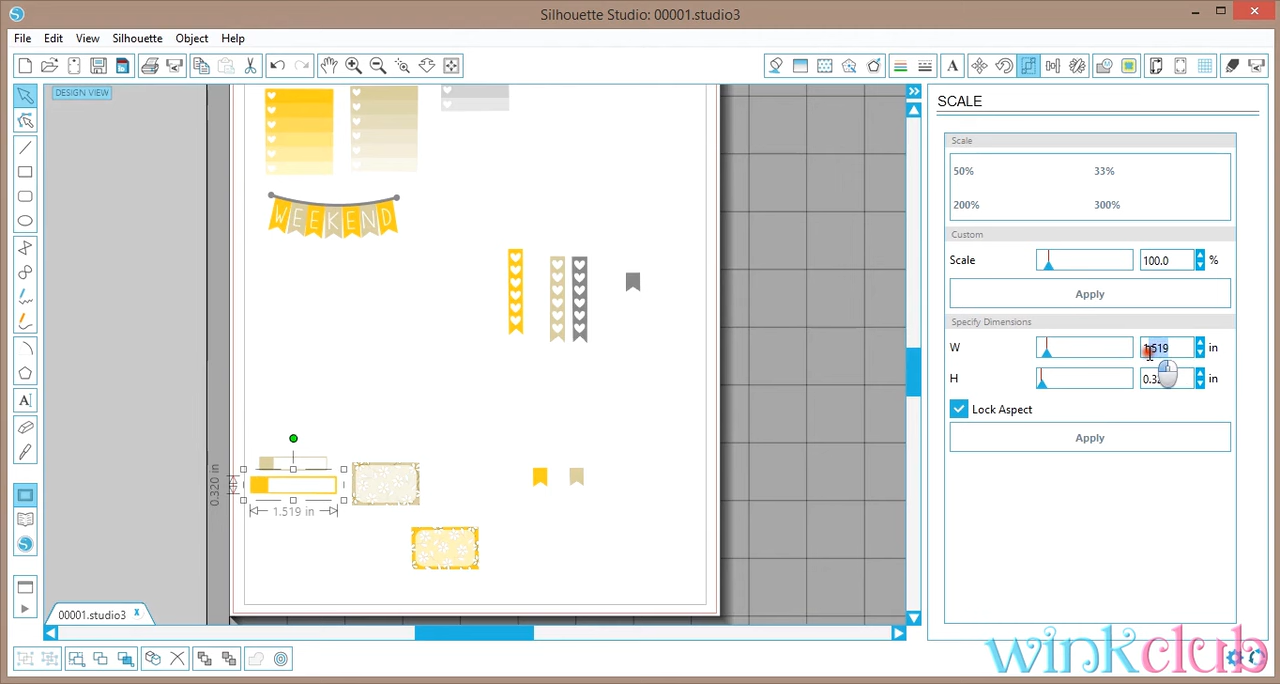 Silhouette Studio: 00001.studio3
File Edit View Silhouette Object Help
DESIGN VIEW
SCALE
Scale
50% 33%
200% 300%
Custom
Scale 100.0 %
Apply
Specify Dimensions
W 1.519 in
H in
Lock Aspect
Apply
WEEKEND
0.320 in
1.519 in
00001.studio3 x
winkclub